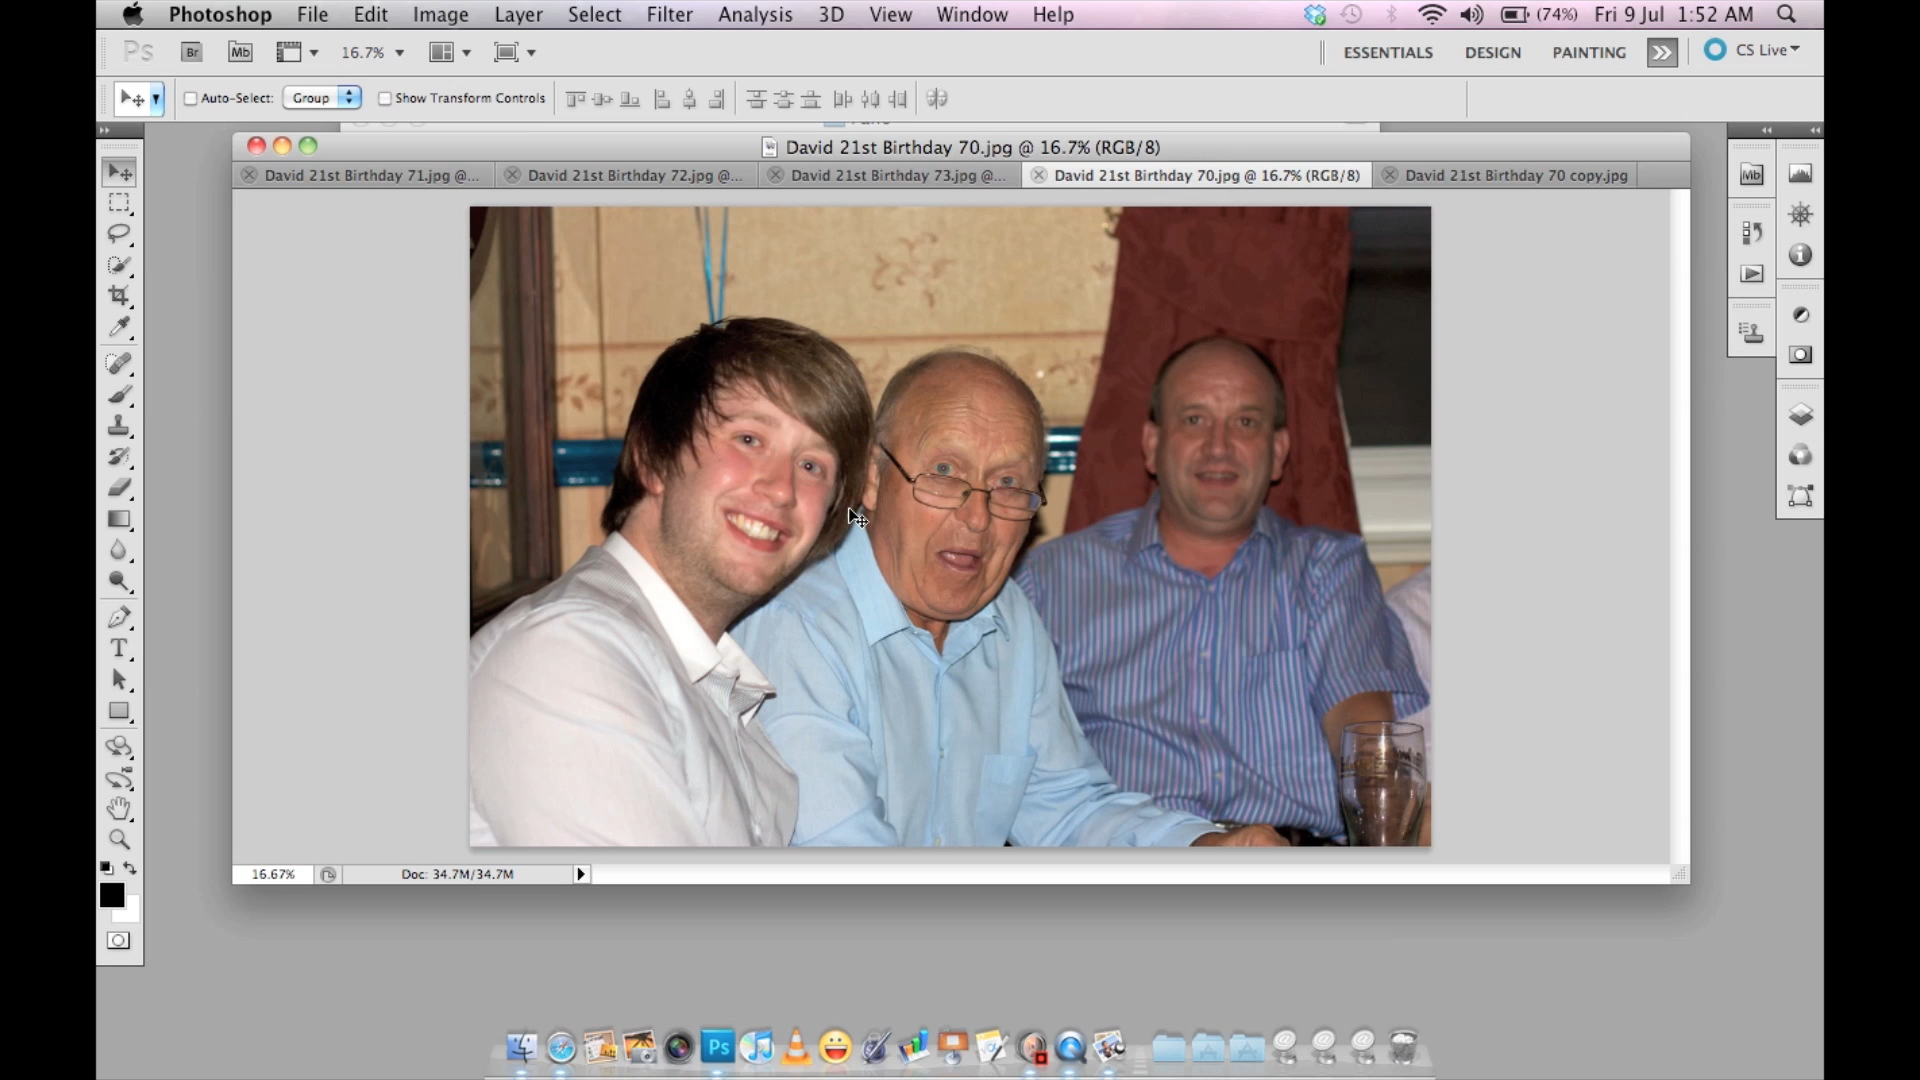 Photoshop File Edit Image Layer Select Filter Analysis 3D View Window Help (74%) Fri 9 Jul 1:52 AM
Ps Br Mb 16.7% ESSENTIALS DESIGN PAINTING CS Live
Auto-Select: Group Show Transform Controls
David 21st Birthday 70.jpg @ 16.7% (RGB/8)
David 21st Birthday 71.jpg @... David 21st Birthday 72.jpg @... David 21st Birthday 73.jpg @... David 21st Birthday 70.jpg @ 16.7% (RGB/8) David 21st Birthday 70 copy.jpg
Mb
T
16.67% Doc: 34.7M/34.7M
Ps